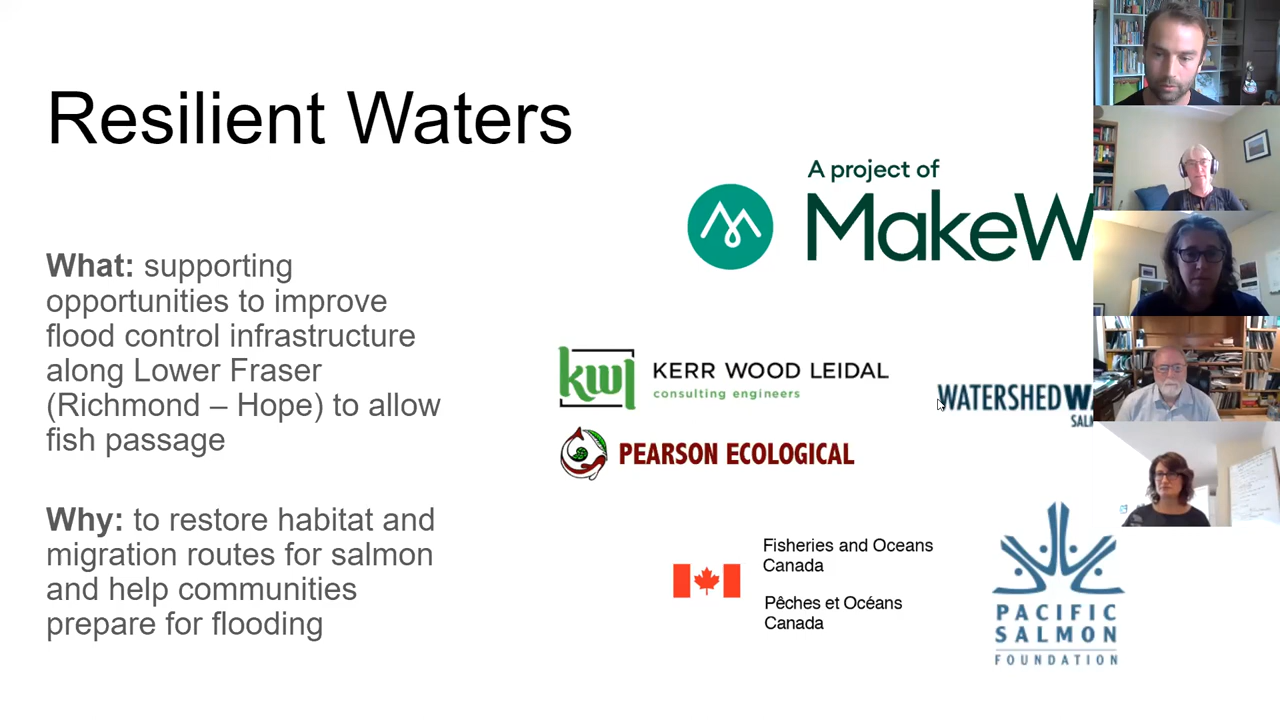 Resilient Waters
What: supporting
opportunities to improve
flood control infrastructure
along Lower Fraser
(Richmond – Hope) to allow
fish passage
Why: to restore habitat and
migration routes for salmon
and help communities
prepare for flooding
A project of
MakeW
kwl KERR WOOD LEIDAL
consulting engineers
WATERSHEDWA
SAL
PEARSON ECOLOGICAL
Fisheries and Oceans
Canada
Pêches et Océans
Canada
PACIFIC
SALMON
FOUNDATION